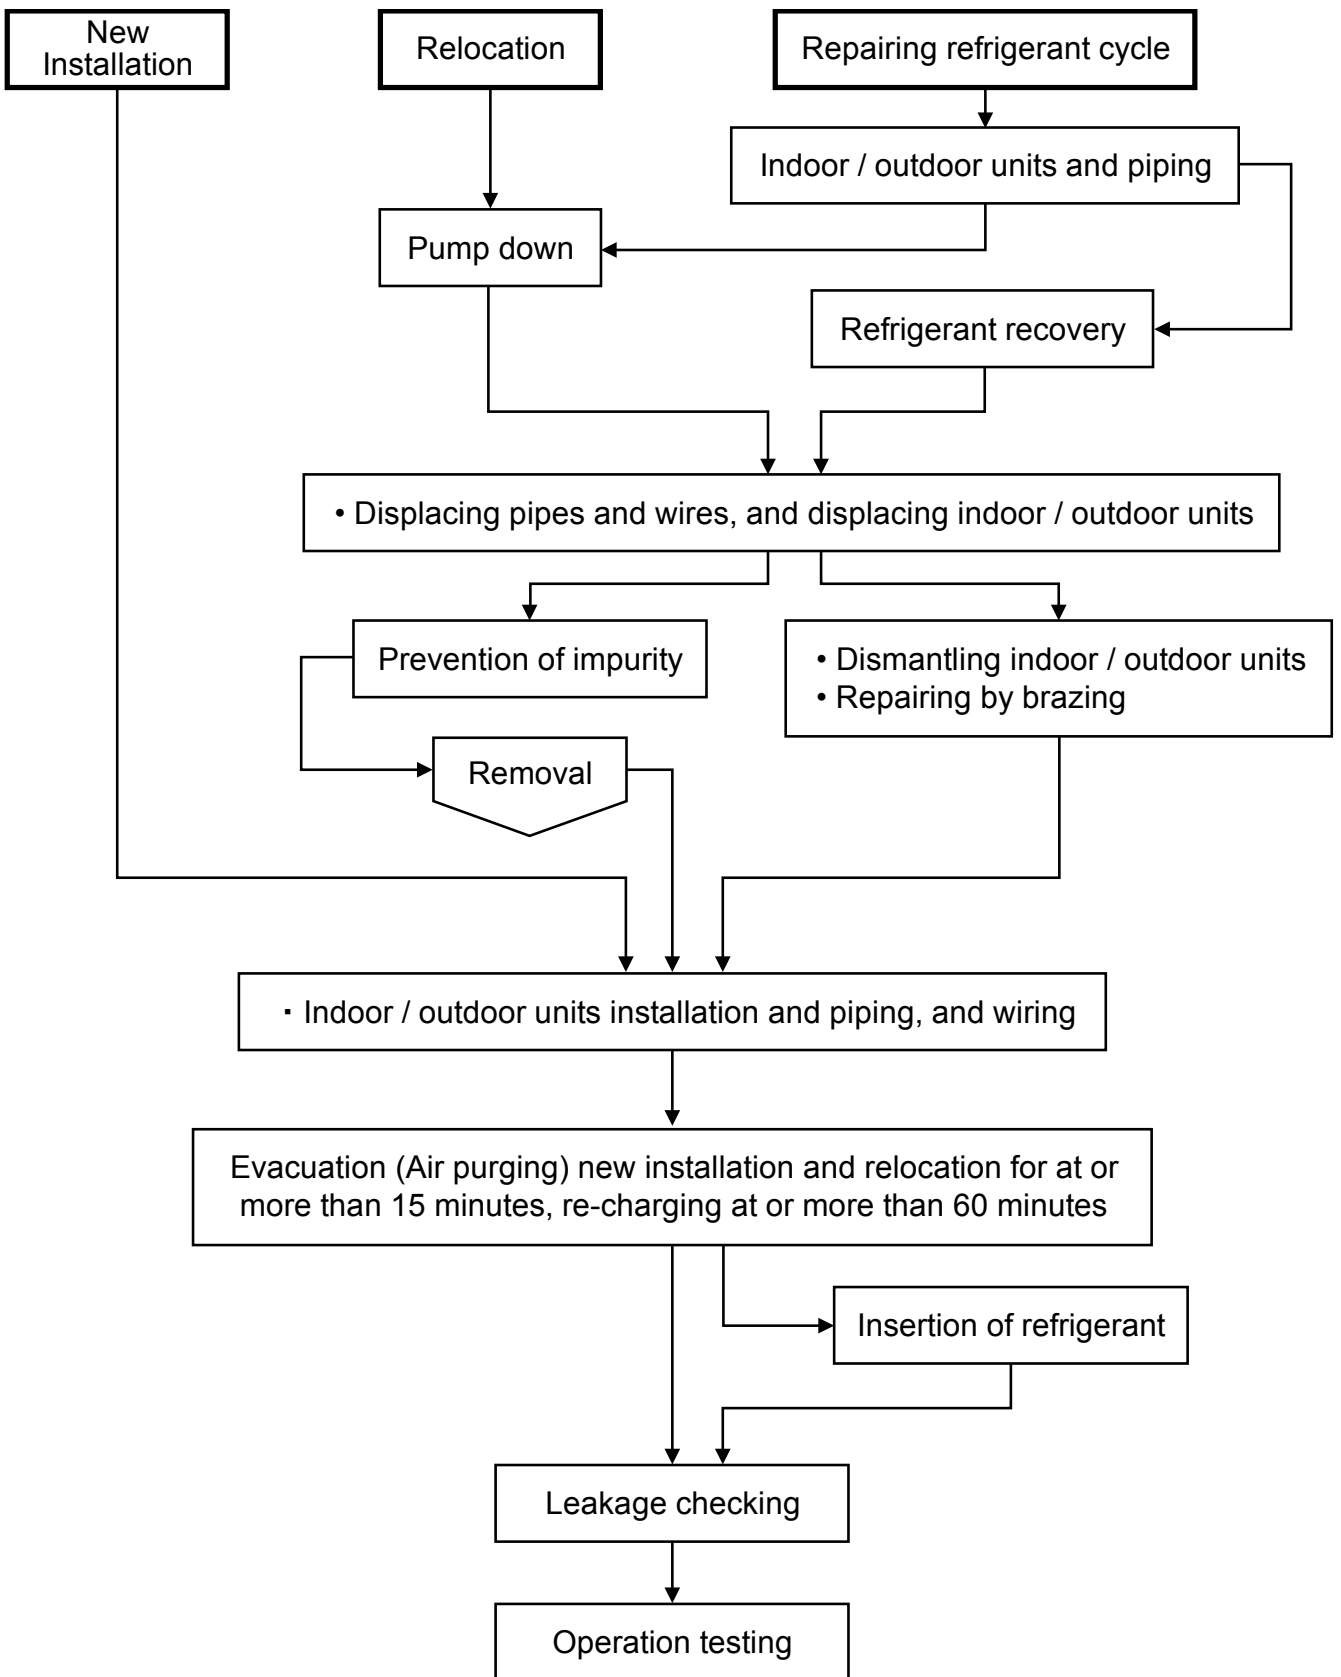 New
Installation
Relocation
Repairing refrigerant cycle
Indoor / outdoor units and piping
Pump down
Refrigerant recovery
• Displacing pipes and wires, and displacing indoor / outdoor units
Prevention of impurity
• Dismantling indoor / outdoor units
• Repairing by brazing
Removal
・Indoor / outdoor units installation and piping, and wiring
Evacuation (Air purging) new installation and relocation for at or
more than 15 minutes, re-charging at or more than 60 minutes
Insertion of refrigerant
Leakage checking
Operation testing